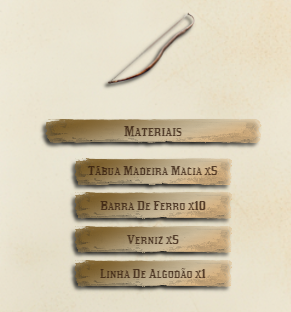 Materiais
Tábua Madeira Macia x5
Barra De Ferro x10
Verniz x5
Linha De Algodão x1